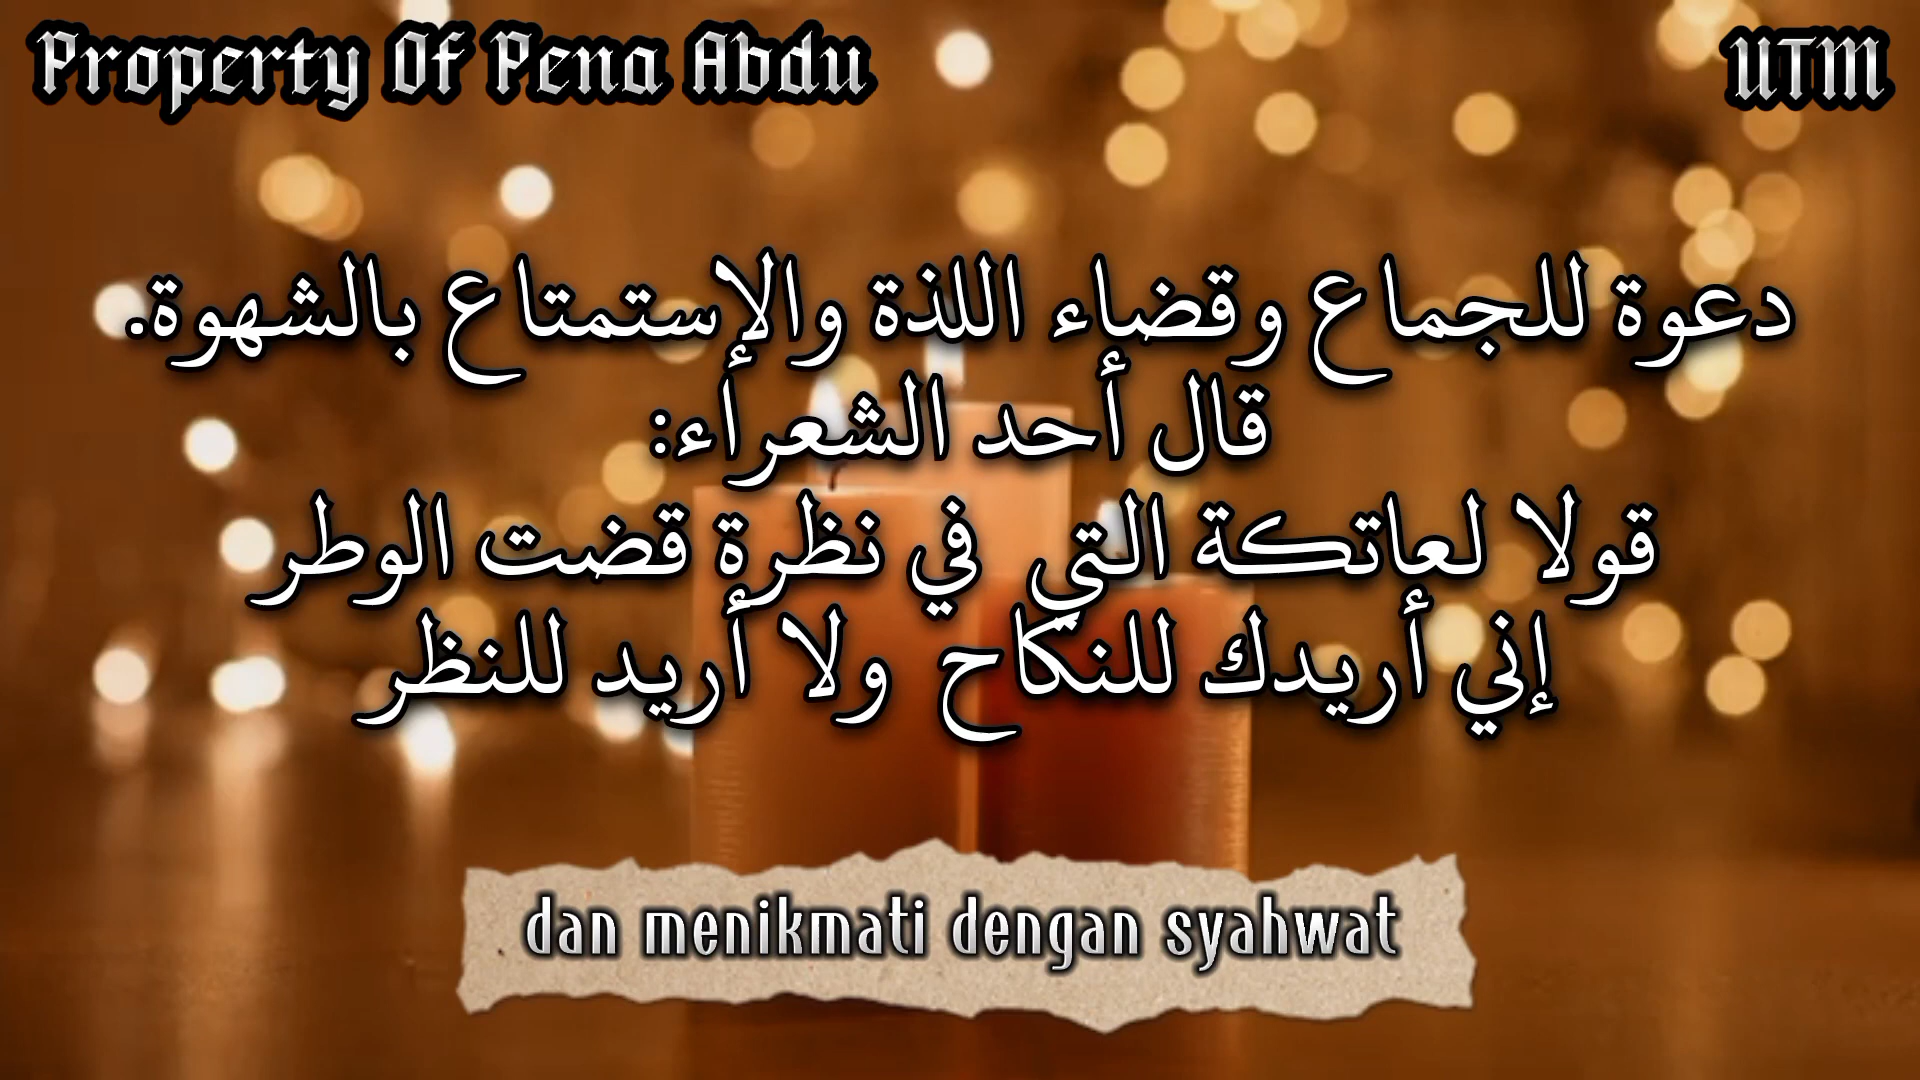 Property Of Pena Abdu
UTM
دعوة للجماع وقضاء اللذة والإستمتاع بالشهوة.
قال أحد الشعراء:
قولا لعاتكة التي في نظرة قضت الوطر
إني أريدك للنكاح ولا أريد للنظر
dan menikmati dengan syahwat